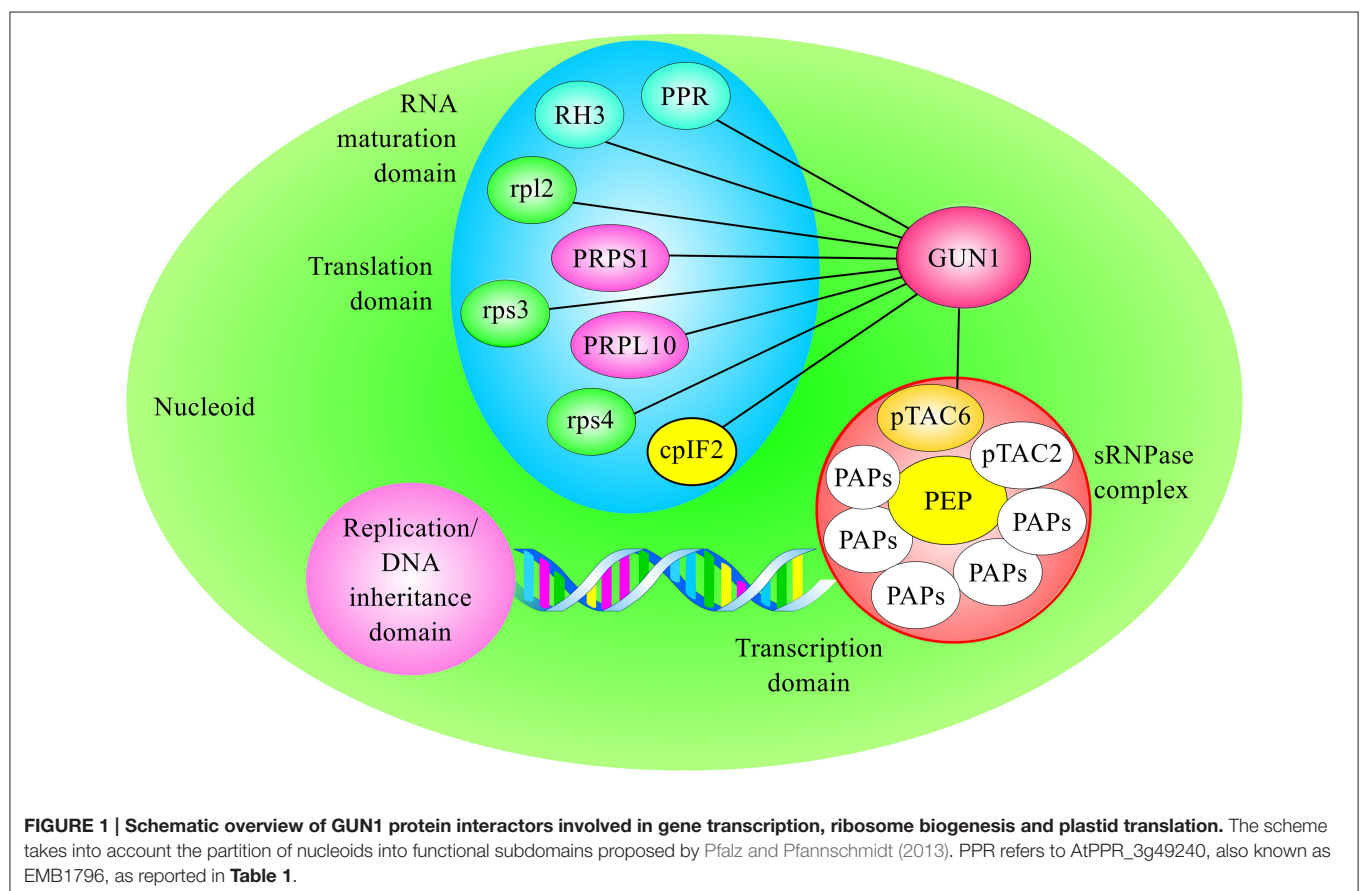 RNA
maturation
domain
RH3
PPR
rpl2
PRPS1
GUN1
Translation
domain
rps3
PRPL10
rps4
cpIF2
Nucleoid
pTAC6
pTAC2
PAPs
PEP
PAPs
PAPs
PAPs
PAPs
sRNPase
complex
Replication/
DNA
inheritance
domain
Transcription
domain
FIGURE 1 | Schematic overview of GUN1 protein interactors involved in gene transcription, ribosome biogenesis and plastid translation. The scheme
takes into account the partition of nucleoids into functional subdomains proposed by Pfalz and Pfannschmidt (2013). PPR refers to AtPPR_3g49240, also known as
EMB1796, as reported in Table 1.